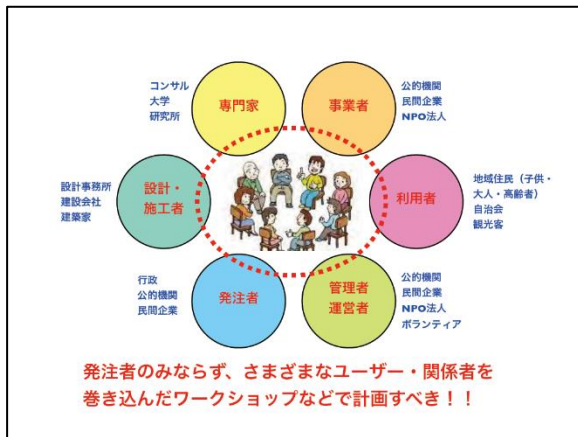 コンサル
大学
研究所
専門家
事業者
公的機関
民間企業
NPO法人
設計事務所
建設会社
建築家
設計・
施工者
利用者
地域住民（子供・
大人・高齢者）
自治会
観光客
行政
公的機関
民間企業
発注者
管理者
運営者
公的機関
民間企業
NPO法人
ボランティア
発注者のみならず、さまざまなユーザー・関係者を
巻き込んだワークショップなどで計画すべき！！